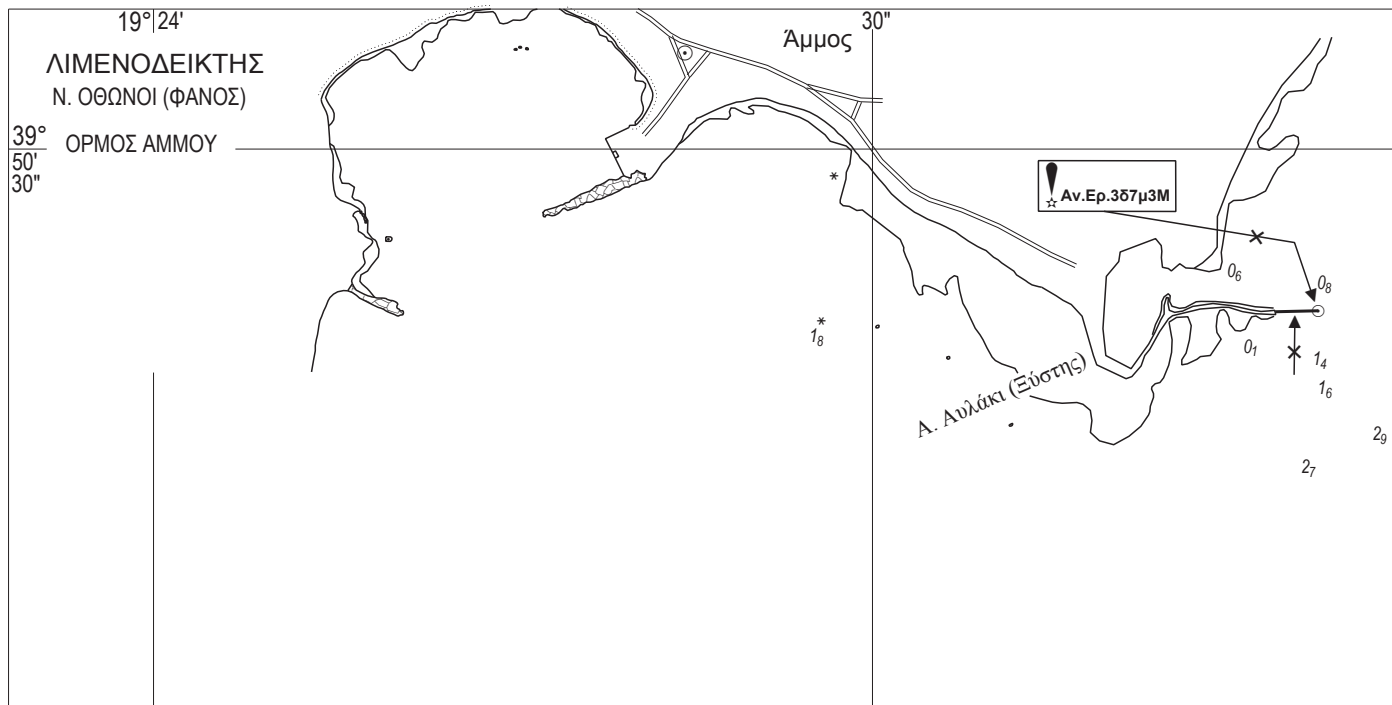 19° 24'
30"
Άμμος
ΛΙΜΕΝΟΔΕΙΚΤΗΣ
Ν. ΟΘΩΝΟΙ (ΦΑΝΟΣ)
39°
50'
30"
ΟΡΜΟΣ ΑΜΜΟΥ
Αν.Ερ.3δ7μ3Μ
0₆
0₈
1₈
0₁
1₄
1₆
Α. Αυλάκι (Ξύστης)
2₉
2₇